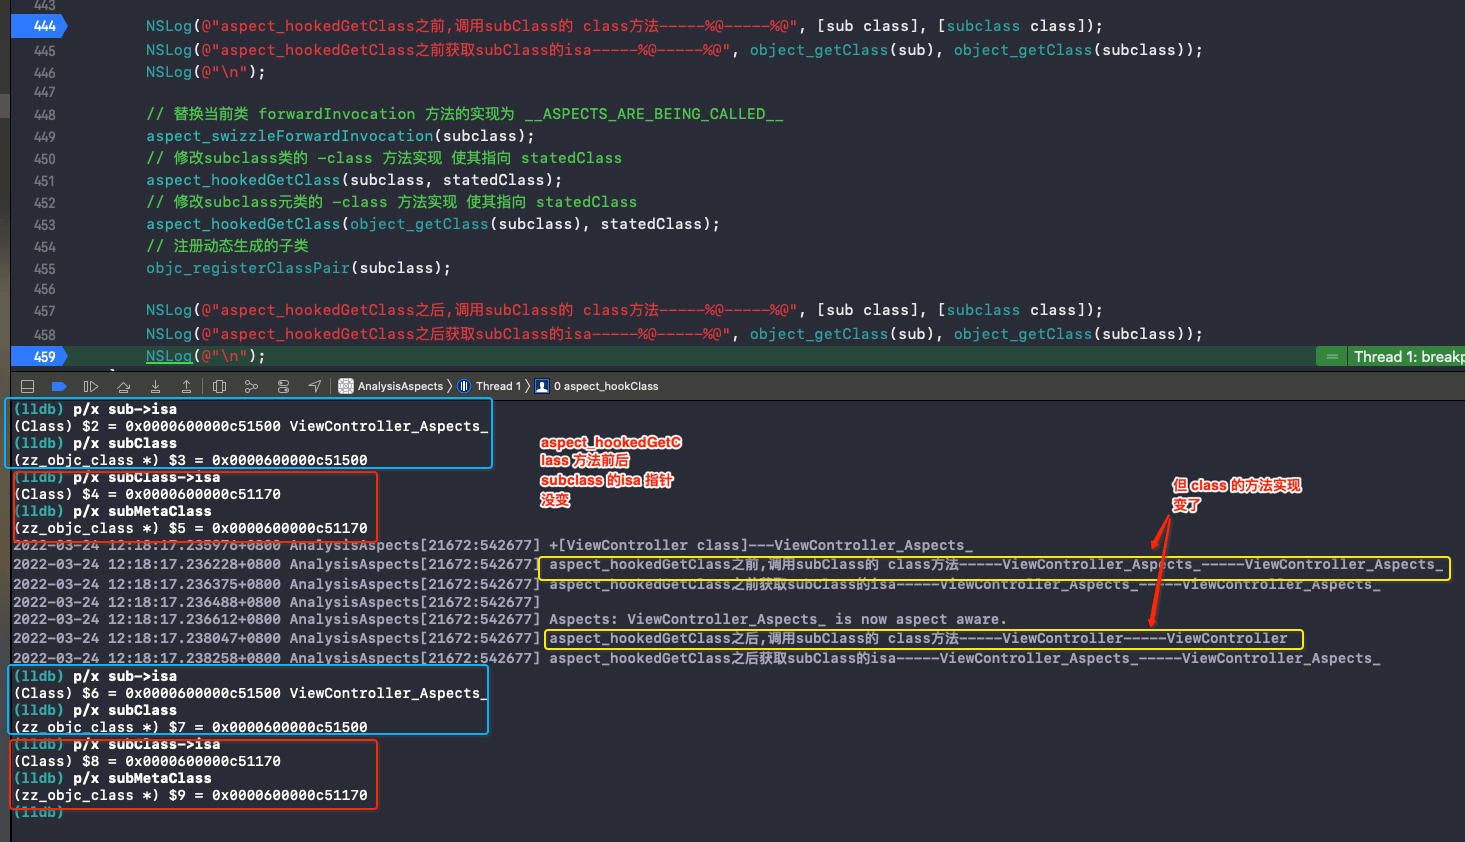 443
444 NSLog(@"aspect_hookedGetClass之前,调用subClass的 class方法-----%@-----%@", [sub class], [subclass class]);
445 NSLog(@"aspect_hookedGetClass之前获取subClass的isa-----%@-----%@", object_getClass(sub), object_getClass(subclass));
446 NSLog(@"\n");
447
448 // 替换当前类 forwardInvocation 方法的实现为 __ASPECTS_ARE_BEING_CALLED__
449 aspect_swizzleForwardInvocation(subclass);
450 // 修改subclass类的 -class 方法实现 使其指向 statedClass
451 aspect_hookedGetClass(subclass, statedClass);
452 // 修改subclass元类的 -class 方法实现 使其指向 statedClass
453 aspect_hookedGetClass(object_getClass(subclass), statedClass);
454 // 注册动态生成的子类
455 objc_registerClassPair(subclass);
456
457 NSLog(@"aspect_hookedGetClass之后,调用subClass的 class方法-----%@-----%@", [sub class], [subclass class]);
458 NSLog(@"aspect_hookedGetClass之后获取subClass的isa-----%@-----%@", object_getClass(sub), object_getClass(subclass));
459 NSLog(@"\n"); = Thread 1: breakp
AnalysisAspects 〉 Thread 1 〉 0 aspect_hookClass
(lldb) p/x sub->isa
(Class) $2 = 0x0000600000c51500 ViewController_Aspects_
(lldb) p/x subClass
(zz_objc_class *) $3 = 0x0000600000c51500
(lldb) p/x subClass->isa
(Class) $4 = 0x0000600000c51170
(lldb) p/x subMetaClass
(zz_objc_class *) $5 = 0x0000600000c51170
aspect_hookedGetC
lass 方法前后
subclass 的isa 指针
没变
但 class 的方法实现
变了
2022-03-24 12:18:17.235976+0800 AnalysisAspects[21672:542677] +[ViewController class]---ViewController_Aspects_
2022-03-24 12:18:17.236228+0800 AnalysisAspects[21672:542677] aspect_hookedGetClass之前,调用subClass的 class方法-----ViewController_Aspects_-----ViewController_Aspects_
2022-03-24 12:18:17.236375+0800 AnalysisAspects[21672:542677] aspect_hookedGetClass之前获取subClass的isa-----ViewController_Aspects_-----ViewController_Aspects_
2022-03-24 12:18:17.236488+0800 AnalysisAspects[21672:542677]
2022-03-24 12:18:17.236612+0800 AnalysisAspects[21672:542677] Aspects: ViewController_Aspects_ is now aspect aware.
2022-03-24 12:18:17.238047+0800 AnalysisAspects[21672:542677] aspect_hookedGetClass之后,调用subClass的 class方法-----ViewController-----ViewController
2022-03-24 12:18:17.238258+0800 AnalysisAspects[21672:542677] aspect_hookedGetClass之后获取subClass的isa-----ViewController_Aspects_-----ViewController_Aspects_
(lldb) p/x sub->isa
(Class) $6 = 0x0000600000c51500 ViewController_Aspects_
(lldb) p/x subClass
(zz_objc_class *) $7 = 0x0000600000c51500
(lldb) p/x subClass->isa
(Class) $8 = 0x0000600000c51170
(lldb) p/x subMetaClass
(zz_objc_class *) $9 = 0x0000600000c51170
(lldb)